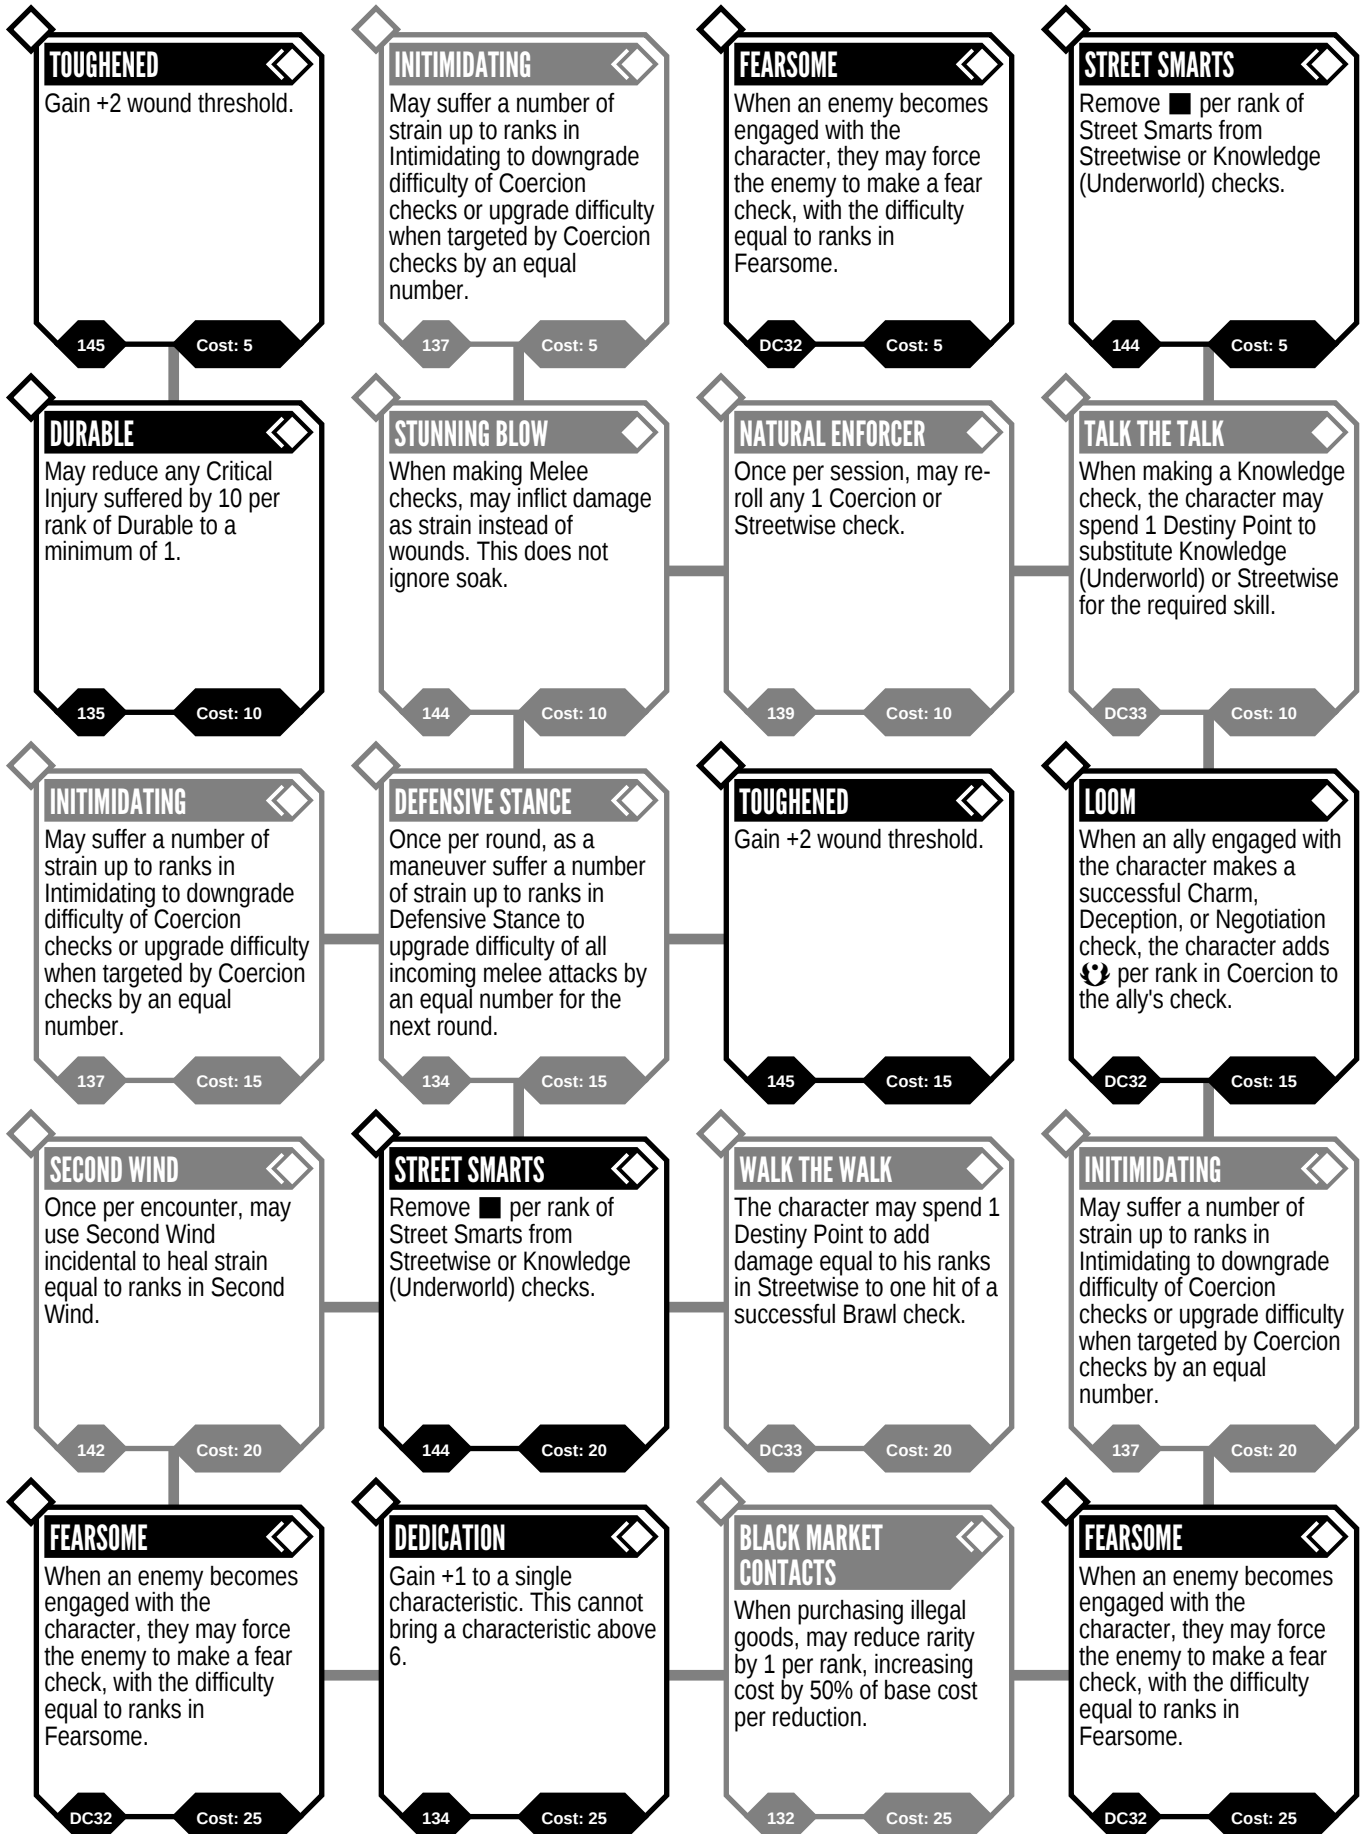 TOUGHENED
Gain +2 wound threshold.
145
Cost: 5
INITIMIDATING
May suffer a number of
strain up to ranks in
Intimidating to downgrade
difficulty of Coercion
checks or upgrade difficulty
when targeted by Coercion
checks by an equal
number.
137
Cost: 5
FEARSOME
When an enemy becomes
engaged with the
character, they may force
the enemy to make a fear
check, with the difficulty
equal to ranks in
Fearsome.
DC32
Cost: 5
STREET SMARTS
Remove ■ per rank of
Street Smarts from
Streetwise or Knowledge
(Underworld) checks.
144
Cost: 5
DURABLE
May reduce any Critical
Injury suffered by 10 per
rank of Durable to a
minimum of 1.
135
Cost: 10
STUNNING BLOW
When making Melee
checks, may inflict damage
as strain instead of
wounds. This does not
ignore soak.
144
Cost: 10
NATURAL ENFORCER
Once per session, may re-
roll any 1 Coercion or
Streetwise check.
139
Cost: 10
TALK THE TALK
When making a Knowledge
check, the character may
spend 1 Destiny Point to
substitute Knowledge
(Underworld) or Streetwise
for the required skill.
DC33
Cost: 10
INITIMIDATING
May suffer a number of
strain up to ranks in
Intimidating to downgrade
difficulty of Coercion
checks or upgrade difficulty
when targeted by Coercion
checks by an equal
number.
137
Cost: 15
DEFENSIVE STANCE
Once per round, as a
maneuver suffer a number
of strain up to ranks in
Defensive Stance to
upgrade difficulty of all
incoming melee attacks by
an equal number for the
next round.
134
Cost: 15
TOUGHENED
Gain +2 wound threshold.
145
Cost: 15
LOOM
When an ally engaged with
the character makes a
successful Charm,
Deception, or Negotiation
check, the character adds
per rank in Coercion to
the ally's check.
DC32
Cost: 15
SECOND WIND
Once per encounter, may
use Second Wind
incidental to heal strain
equal to ranks in Second
Wind.
142
Cost: 20
STREET SMARTS
Remove ■ per rank of
Street Smarts from
Streetwise or Knowledge
(Underworld) checks.
144
Cost: 20
WALK THE WALK
The character may spend 1
Destiny Point to add
damage equal to his ranks
in Streetwise to one hit of a
successful Brawl check.
DC33
Cost: 20
INITIMIDATING
May suffer a number of
strain up to ranks in
Intimidating to downgrade
difficulty of Coercion
checks or upgrade difficulty
when targeted by Coercion
checks by an equal
number.
137
Cost: 20
FEARSOME
When an enemy becomes
engaged with the
character, they may force
the enemy to make a fear
check, with the difficulty
equal to ranks in
Fearsome.
DC32
Cost: 25
DEDICATION
Gain +1 to a single
characteristic. This cannot
bring a characteristic above
6.
134
Cost: 25
BLACK MARKET
CONTACTS
When purchasing illegal
goods, may reduce rarity
by 1 per rank, increasing
cost by 50% of base cost
per reduction.
132
Cost: 25
FEARSOME
When an enemy becomes
engaged with the
character, they may force
the enemy to make a fear
check, with the difficulty
equal to ranks in
Fearsome.
DC32
Cost: 25